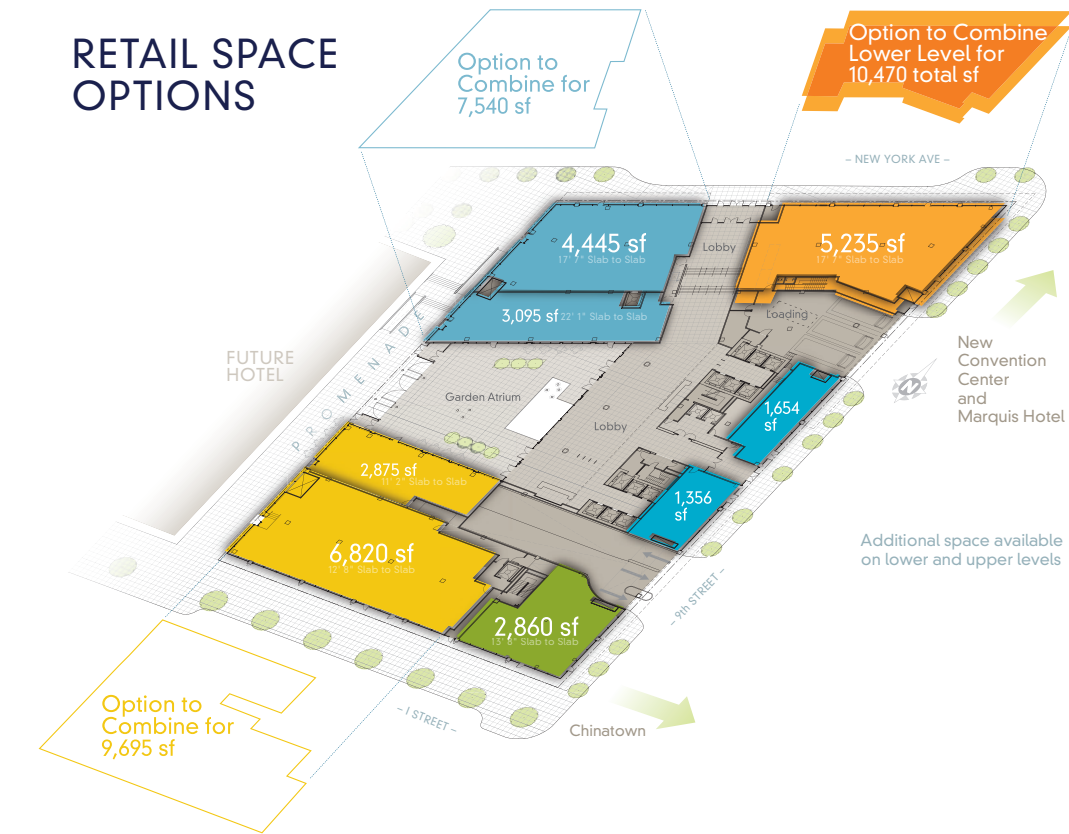 RETAIL SPACE
OPTIONS
Option to
Combine for
7,540 sf
Option to Combine
Lower Level for
10,470 total sf
– NEW YORK AVE –
4,445 sf
17' 7" Slab to Slab
Lobby
5,235 sf
17' 7" Slab to Slab
3,095 sf 22' 1" Slab to Slab
Loading
PROMENADE
FUTURE
HOTEL
New
Convention
Center
and
Marquis Hotel
Garden Atrium
Lobby
1,654
sf
2,875 sf
11' 2" Slab to Slab
1,356
sf
6,820 sf
12' 8" Slab to Slab
Additional space available
on lower and upper levels
– 9th STREET –
2,860 sf
13' 8" Slab to Slab
– I STREET –
Chinatown
Option to
Combine for
9,695 sf